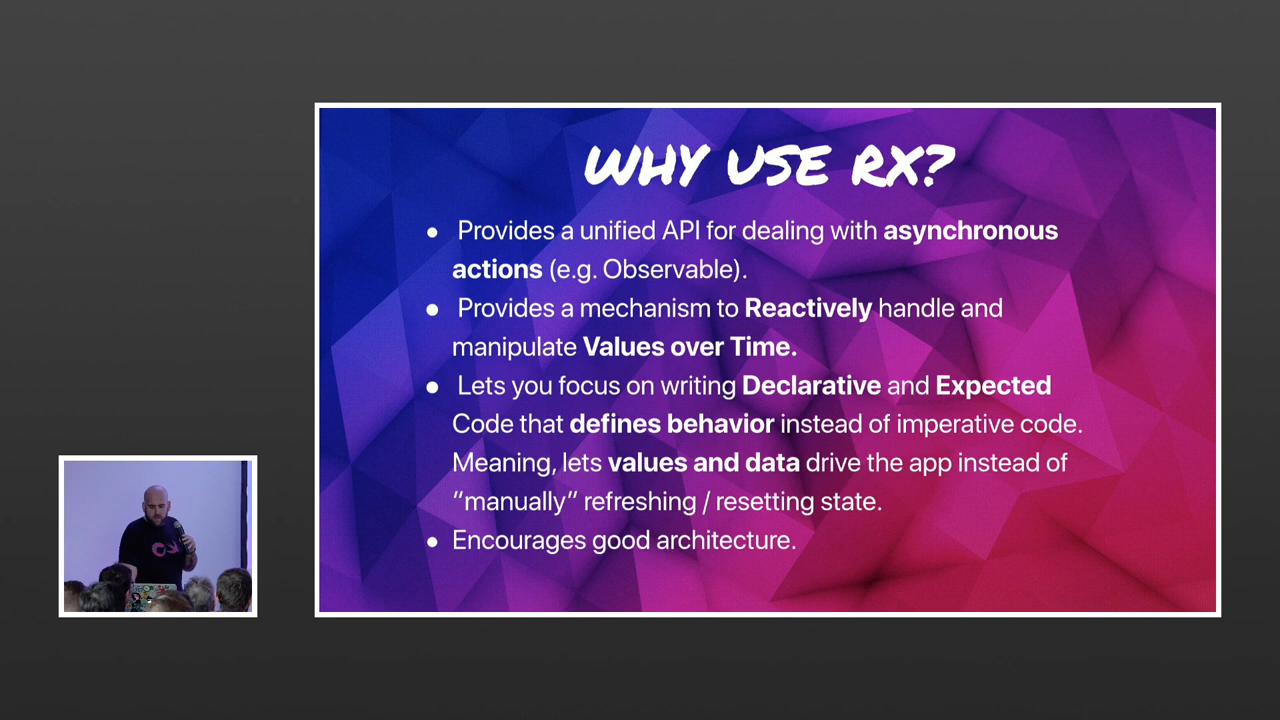 WHY USE RX?
• Provides a unified API for dealing with asynchronous
actions (e.g. Observable).
• Provides a mechanism to Reactively handle and
manipulate Values over Time.
• Lets you focus on writing Declarative and Expected
Code that defines behavior instead of imperative code.
Meaning, lets values and data drive the app instead of
“manually” refreshing / resetting state.
• Encourages good architecture.